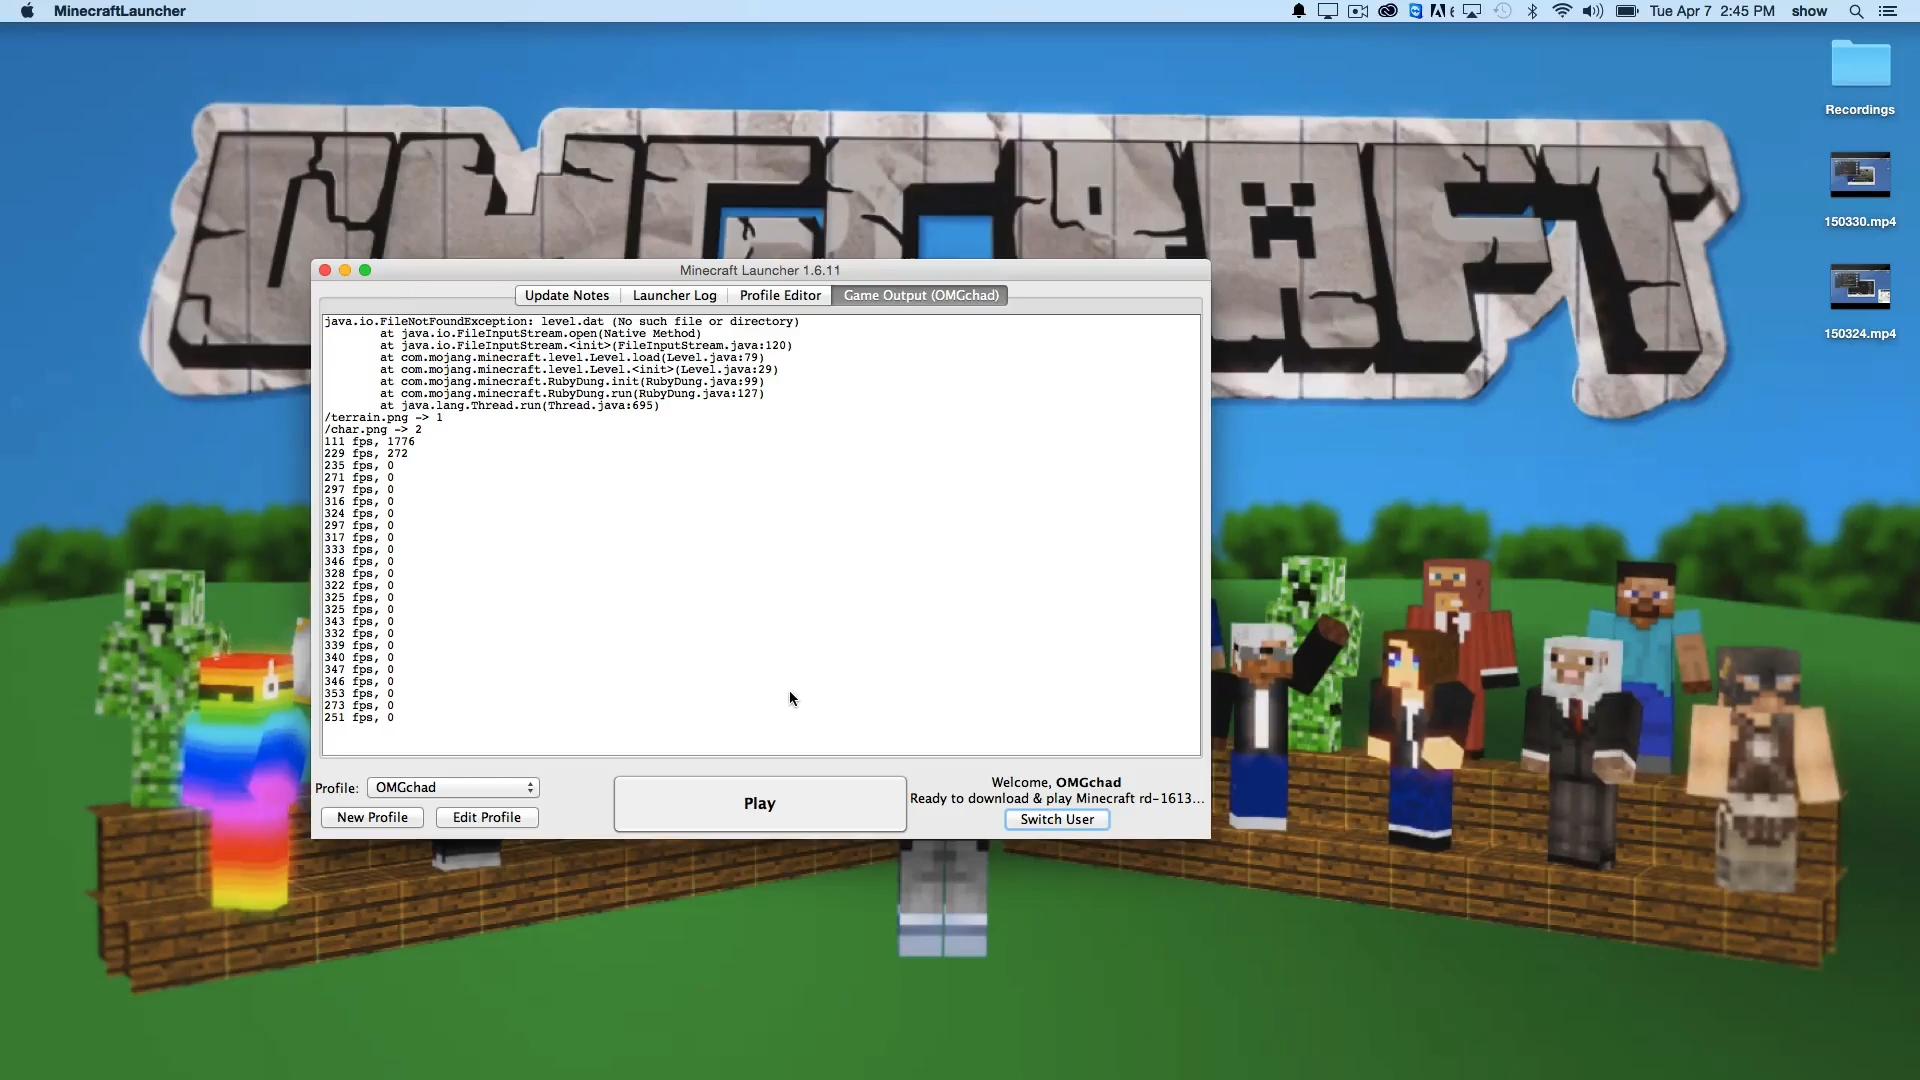 MinecraftLauncher
6
Tue Apr 7 2:45 PM
show
Recordings
150330.mp4
150324.mp4
Minecraft Launcher 1.6.11
Update Notes
Launcher Log
Profile Editor
Game Output (OMGchad)
java.io.FileNotFoundException: level.dat (No such file or directory)
at java.io.FileInputStream.open(Native Method)
at java.io.FileInputStream.<init>(FileInputStream.java:120)
at com.mojang.minecraft.level.Level.load(Level.java:79)
at com.mojang.minecraft.level.Level.<init>(Level.java:29)
at com.mojang.minecraft.RubyDung.init(RubyDung.java:99)
at com.mojang.minecraft.RubyDung.run(RubyDung.java:127)
at java.lang.Thread.run(Thread.java:695)
/terrain.png -> 1
/char.png -> 2
111 fps, 1776
229 fps, 272
235 fps, 0
271 fps, 0
297 fps, 0
316 fps, 0
324 fps, 0
297 fps, 0
317 fps, 0
333 fps, 0
346 fps, 0
328 fps, 0
322 fps, 0
325 fps, 0
325 fps, 0
343 fps, 0
332 fps, 0
339 fps, 0
340 fps, 0
347 fps, 0
346 fps, 0
353 fps, 0
273 fps, 0
251 fps, 0
Profile: OMGchad
New Profile
Edit Profile
Play
Welcome, OMGchad
Ready to download & play Minecraft rd-1613...
Switch User